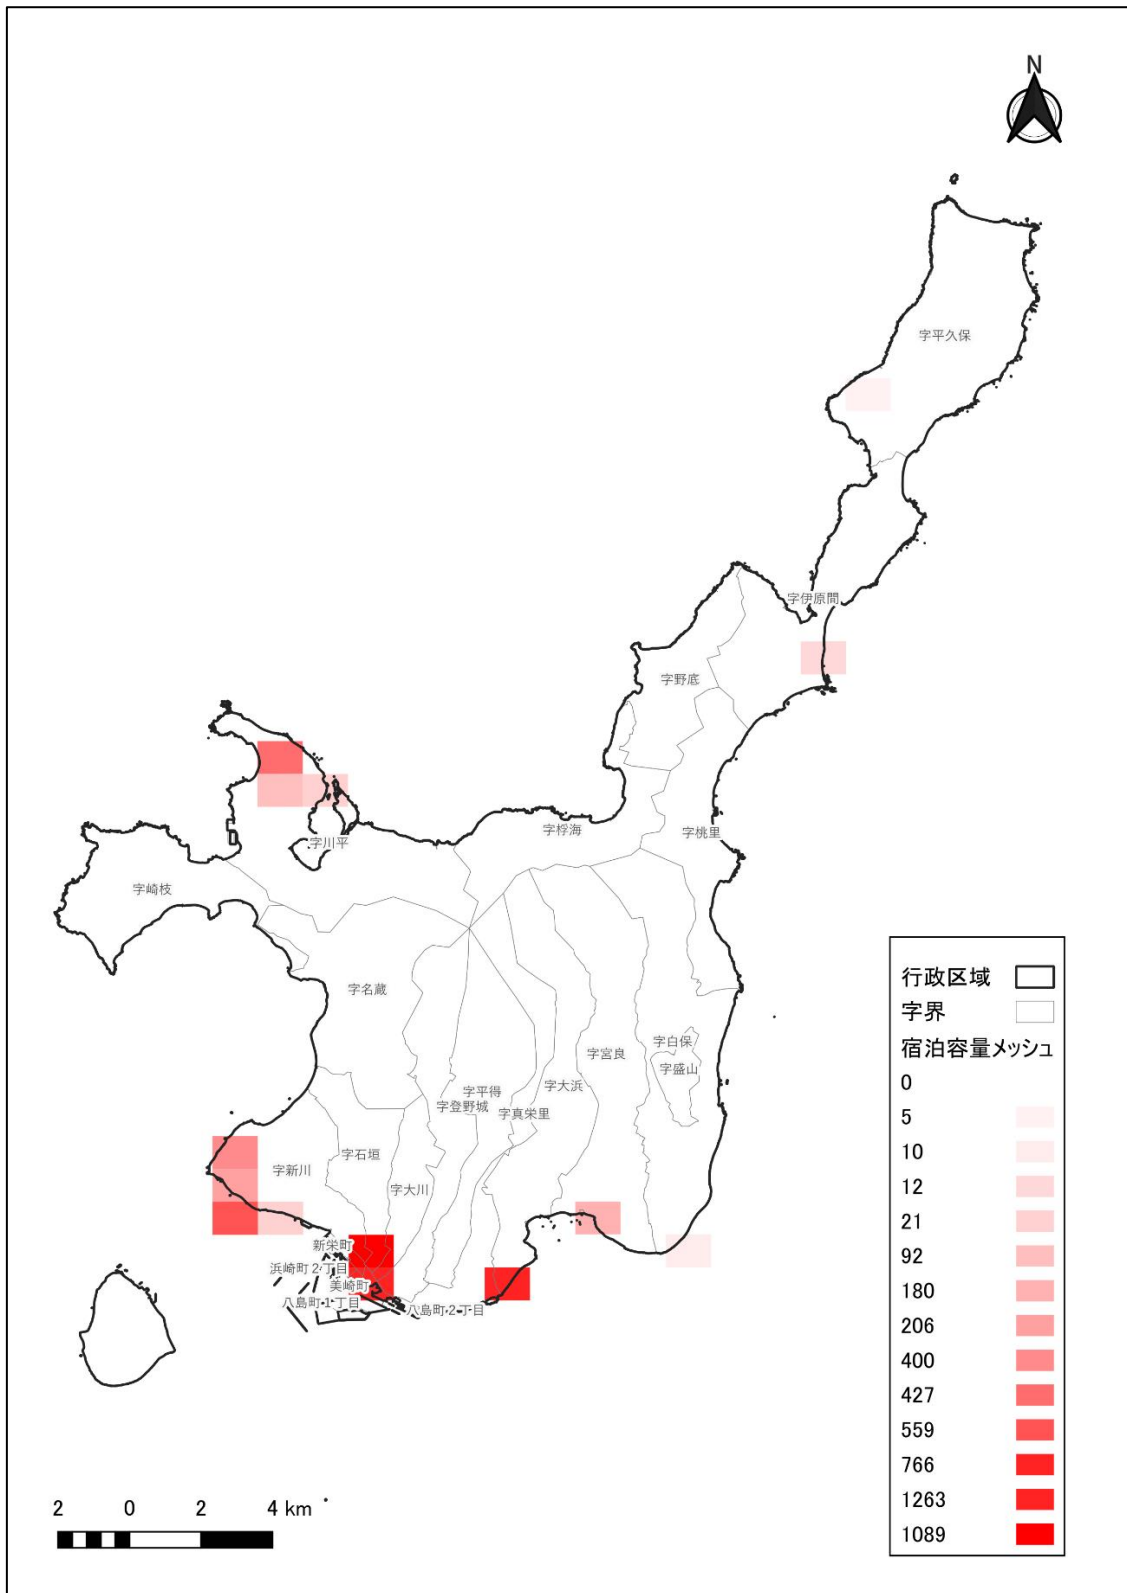 N
字平久保
字伊原間
字野底
字桴海
字桃里
字川平
字崎枝
字名蔵
字白保
字宮良
字盛山
字大浜
字平得
字登野城
字真栄里
字石垣
字新川
字大川
新栄町
浜崎町2丁目
美崎町
八島町1丁目
八島町2丁目
行政区域
字界
宿泊容量メッシュ
0
5
10
12
21
92
180
206
400
427
559
766
1263
1089
2 0 2 4 km